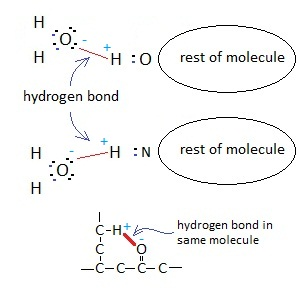 H
O - + H : O rest of molecule
H
hydrogen bond
+
H - H : N rest of molecule
H O
C-H + hydrogen bond in
same molecule
C O -
C
—C—C—C—C—